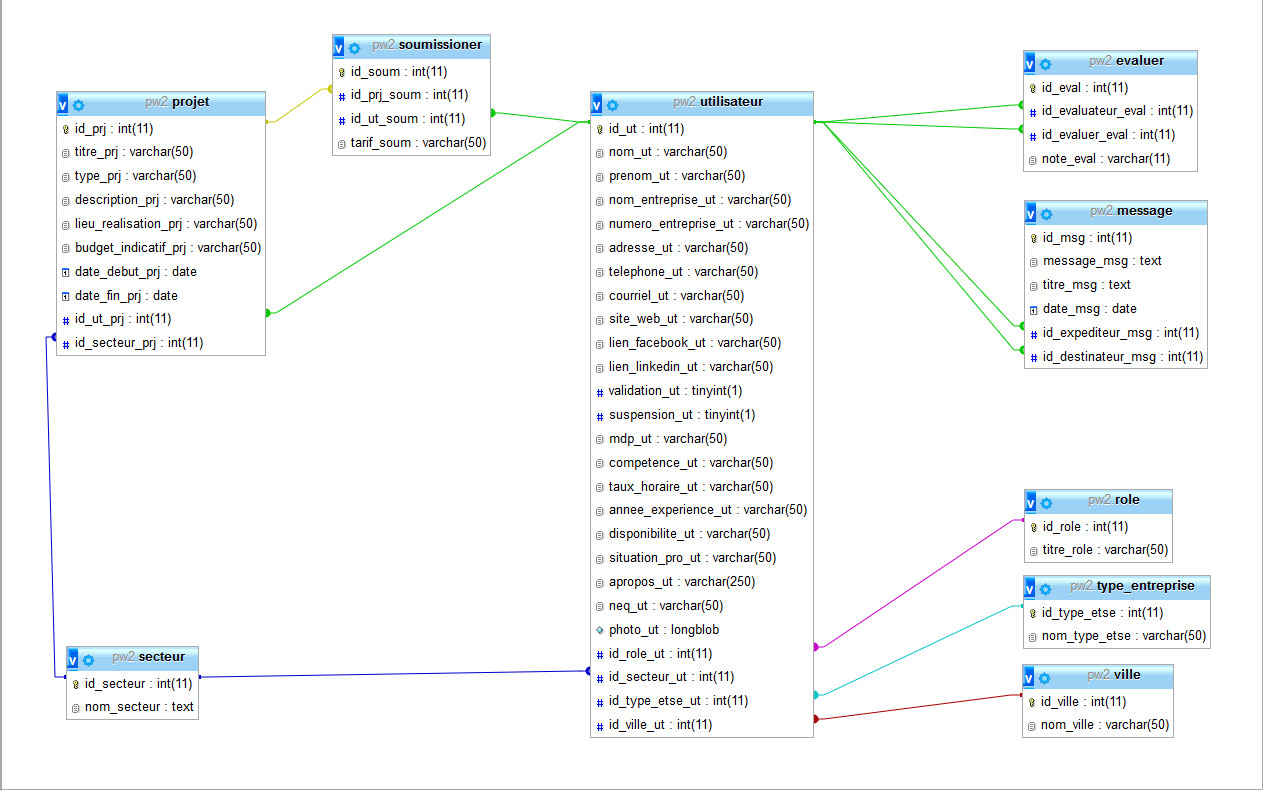 pw2.projet
id_prj : int(11)
titre_prj : varchar(50)
type_prj : varchar(50)
description_prj : varchar(50)
lieu_realisation_prj : varchar(50)
budget_indicatif_prj : varchar(50)
date_debut_prj : date
date_fin_prj : date
id_ut_prj : int(11)
id_secteur_prj : int(11)
pw2.soumissioner
id_soum : int(11)
id_prj_soum : int(11)
id_ut_soum : int(11)
tarif_soum : varchar(50)
pw2.utilisateur
id_ut : int(11)
nom_ut : varchar(50)
prenom_ut : varchar(50)
nom_entreprise_ut : varchar(50)
numero_entreprise_ut : varchar(50)
adresse_ut : varchar(50)
telephone_ut : varchar(50)
courriel_ut : varchar(50)
site_web_ut : varchar(50)
lien_facebook_ut : varchar(50)
lien_linkedin_ut : varchar(50)
validation_ut : tinyint(1)
suspension_ut : tinyint(1)
mdp_ut : varchar(50)
competence_ut : varchar(50)
taux_horaire_ut : varchar(50)
annee_experience_ut : varchar(50)
disponibilite_ut : varchar(50)
situation_pro_ut : varchar(50)
apropos_ut : varchar(250)
neq_ut : varchar(50)
photo_ut : longblob
id_role_ut : int(11)
id_secteur_ut : int(11)
id_type_etse_ut : int(11)
id_ville_ut : int(11)
pw2.evaluer
id_eval : int(11)
id_evaluateur_eval : int(11)
id_evaluer_eval : int(11)
note_eval : varchar(11)
pw2.message
id_msg : int(11)
message_msg : text
titre_msg : text
date_msg : date
id_expediteur_msg : int(11)
id_destinateur_msg : int(11)
pw2.role
id_role : int(11)
titre_role : varchar(50)
pw2.type_entreprise
id_type_etse : int(11)
nom_type_etse : varchar(50)
pw2.ville
id_ville : int(11)
nom_ville : varchar(50)
pw2.secteur
id_secteur : int(11)
nom_secteur : text